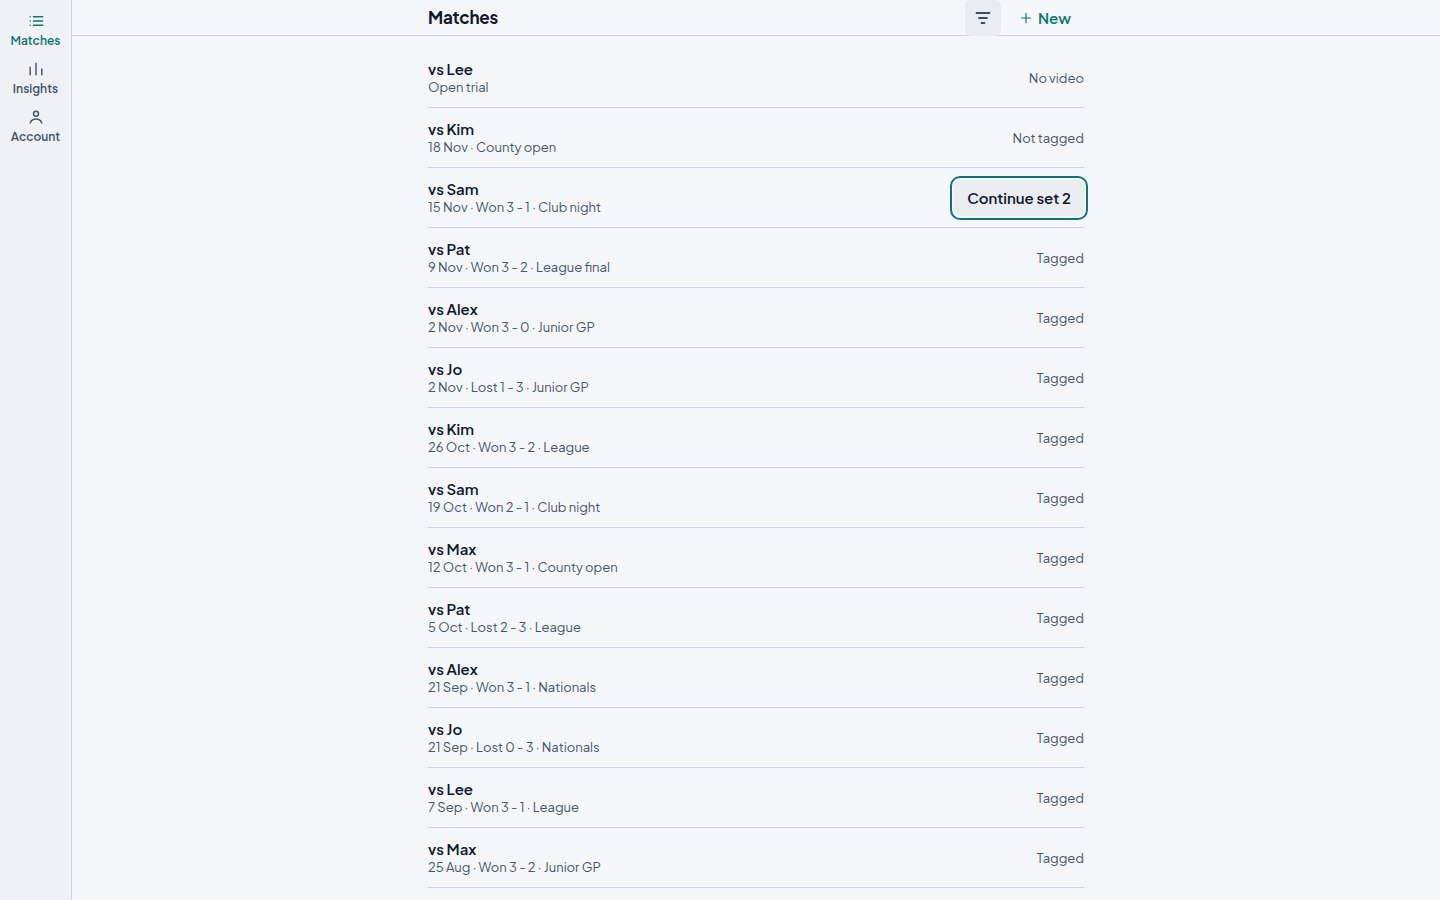 Matches
Insights
Account
Matches
New
vs Lee
Open trial
No video
vs Kim
18 Nov · County open
Not tagged
vs Sam
15 Nov · Won 3 - 1 · Club night
Continue set 2
vs Pat
9 Nov · Won 3 - 2 · League final
Tagged
vs Alex
2 Nov · Won 3 - 0 · Junior GP
Tagged
vs Jo
2 Nov · Lost 1 - 3 · Junior GP
Tagged
vs Kim
26 Oct · Won 3 - 2 · League
Tagged
vs Sam
19 Oct · Won 2 - 1 · Club night
Tagged
vs Max
12 Oct · Won 3 - 1 · County open
Tagged
vs Pat
5 Oct · Lost 2 - 3 · League
Tagged
vs Alex
21 Sep · Won 3 - 1 · Nationals
Tagged
vs Jo
21 Sep · Lost 0 - 3 · Nationals
Tagged
vs Lee
7 Sep · Won 3 - 1 · League
Tagged
vs Max
25 Aug · Won 3 - 2 · Junior GP
Tagged